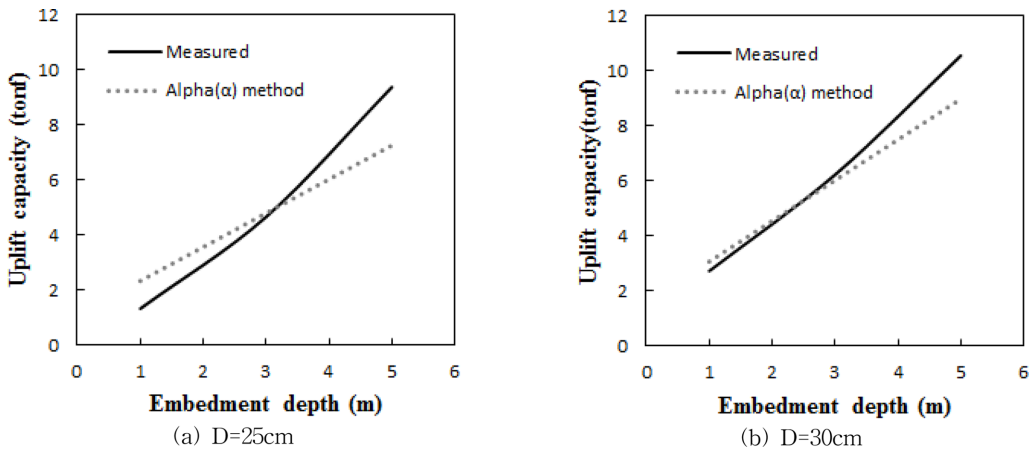 12
10
8
6
4
2
0
Uplift capacity (tonf)
Measured
Alpha(α) method
0 1 2 3 4 5 6
Embedment depth (m)
(a) D=25cm
12
10
8
6
4
2
0
Uplift capacity(tonf)
Measured
Alpha(α) method
0 1 2 3 4 5 6
Embedment depth (m)
(b) D=30cm